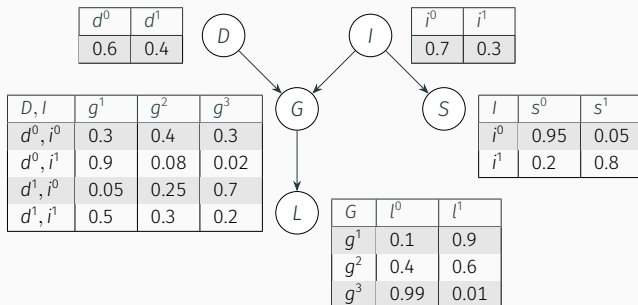 d⁰ d¹
0.6 0.4
D
I
i⁰ i¹
0.7 0.3
D, I g¹ g² g³
d⁰, i⁰ 0.3 0.4 0.3
d⁰, i¹ 0.9 0.08 0.02
d¹, i⁰ 0.05 0.25 0.7
d¹, i¹ 0.5 0.3 0.2
G
S
I s⁰ s¹
i⁰ 0.95 0.05
i¹ 0.2 0.8
L
G l⁰ l¹
g¹ 0.1 0.9
g² 0.4 0.6
g³ 0.99 0.01